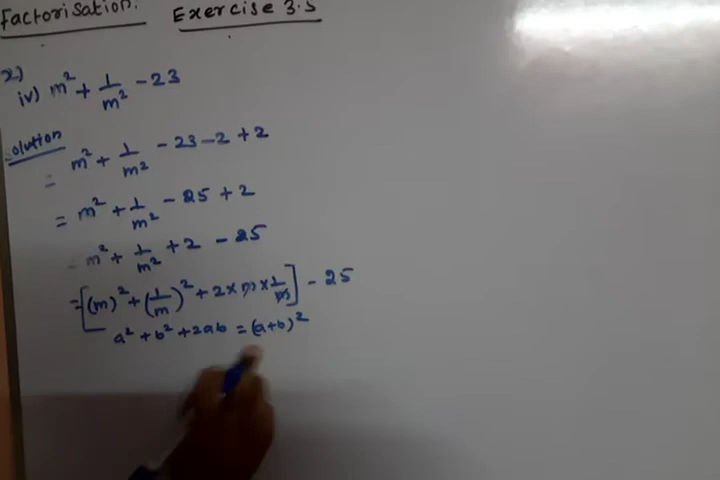 Factorisation. Exercise 3.5
x)
iv) m² + 1/m² - 23
Solution
= m² + 1/m² - 23 - 2 + 2
= m² + 1/m² - 25 + 2
- m² + 1/m² + 2 - 25
= [(m)² + (1/m)² + 2 × m × 1/m] - 25
a² + b² + 2ab = (a+b)²